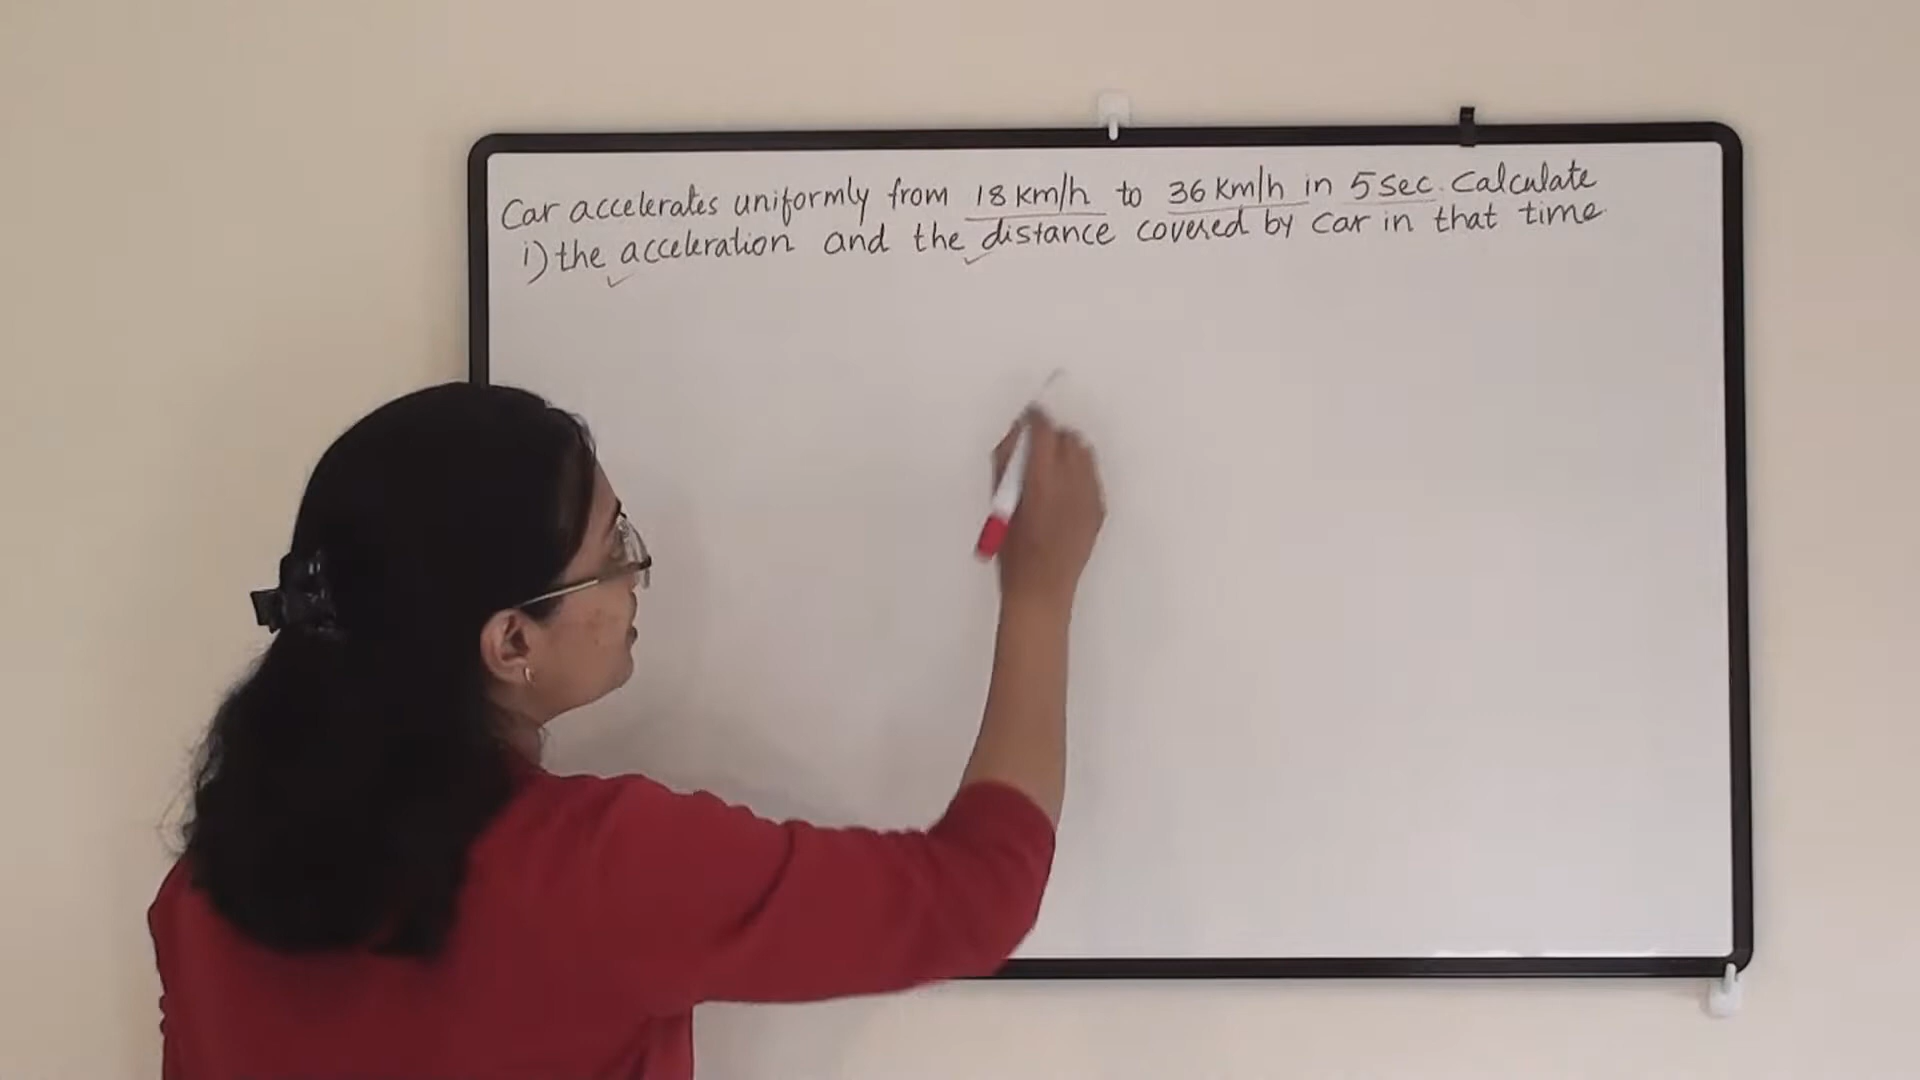 Car accelerates uniformly from 18 km/h to 36 km/h in 5 sec. Calculate
i) the acceleration and the distance covered by car in that time.